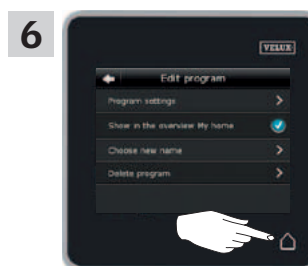 6
VELUX
Edit program
Program settings
Show in the overview My home
Choose new name
Delete program